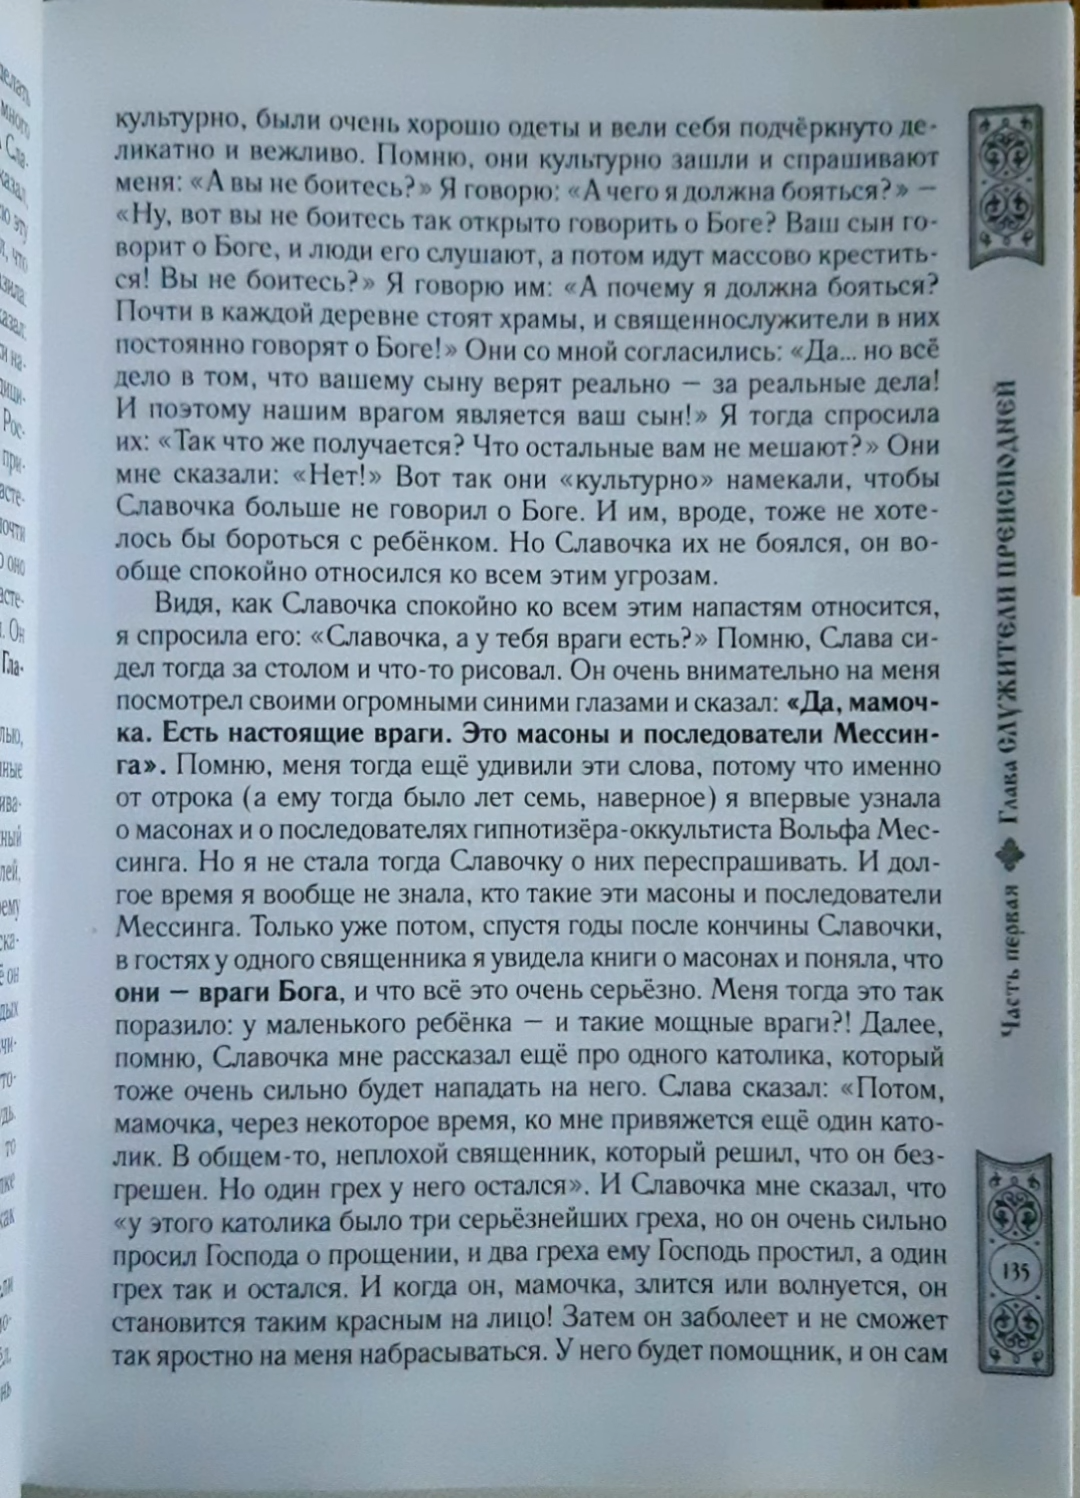 культурно, были очень хорошо одеты и вели себя подчёркнуто де-
ликатно и вежливо. Помню, они культурно зашли и спрашивают
меня: «А вы не боитесь?» Я говорю: «А чего я должна бояться?» —
«Ну, вот вы не боитесь так открыто говорить о Боге? Ваш сын го-
ворит о Боге, и люди его слушают, а потом идут массово крестить-
ся! Вы не боитесь?» Я говорю им: «А почему я должна бояться?
Почти в каждой деревне стоят храмы, и священнослужители в них
постоянно говорят о Боге!» Они со мной согласились: «Да... но всё
дело в том, что вашему сыну верят реально — за реальные дела!
И поэтому нашим врагом является ваш сын!» Я тогда спросила
их: «Так что же получается? Что остальные вам не мешают?» Они
мне сказали: «Нет!» Вот так они «культурно» намекали, чтобы
Славочка больше не говорил о Боге. И им, вроде, тоже не хоте-
лось бы бороться с ребёнком. Но Славочка их не боялся, он во-
обще спокойно относился ко всем этим угрозам.
Видя, как Славочка спокойно ко всем этим напастям относится,
я спросила его: «Славочка, а у тебя враги есть?» Помню, Слава си-
дел тогда за столом и что-то рисовал. Он очень внимательно на меня
посмотрел своими огромными синими глазами и сказал: «Да, мамоч-
ка. Есть настоящие враги. Это масоны и последователи Мессин-
га». Помню, меня тогда ещё удивили эти слова, потому что именно
от отрока (а ему тогда было лет семь, наверное) я впервые узнала
о масонах и о последователях гипнотизёра-оккультиста Вольфа Мес-
синга. Но я не стала тогда Славочку о них переспрашивать. И дол-
гое время я вообще не знала, кто такие эти масоны и последователи
Мессинга. Только уже потом, спустя годы после кончины Славочки,
в гостях у одного священника я увидела книги о масонах и поняла, что
они — враги Бога, и что всё это очень серьёзно. Меня тогда это так
поразило: у маленького ребёнка — и такие мощные враги?! Далее,
помню, Славочка мне рассказал ещё про одного католика, который
тоже очень сильно будет нападать на него. Слава сказал: «Потом,
мамочка, через некоторое время, ко мне привяжется ещё один като-
лик. В общем-то, неплохой священник, который решил, что он без-
грешен. Но один грех у него остался». И Славочка мне сказал, что
«у этого католика было три серьёзнейших греха, но он очень сильно
просил Господа о прощении, и два греха ему Господь простил, а один
грех так и остался. И когда он, мамочка, злится или волнуется, он
становится таким красным на лицо! Затем он заболеет и не сможет
так яростно на меня набрасываться. У него будет помощник, и он сам
Часть первая Глава СЛУЖИТЕЛИ ПРЕИСПОДНЕЙ
135